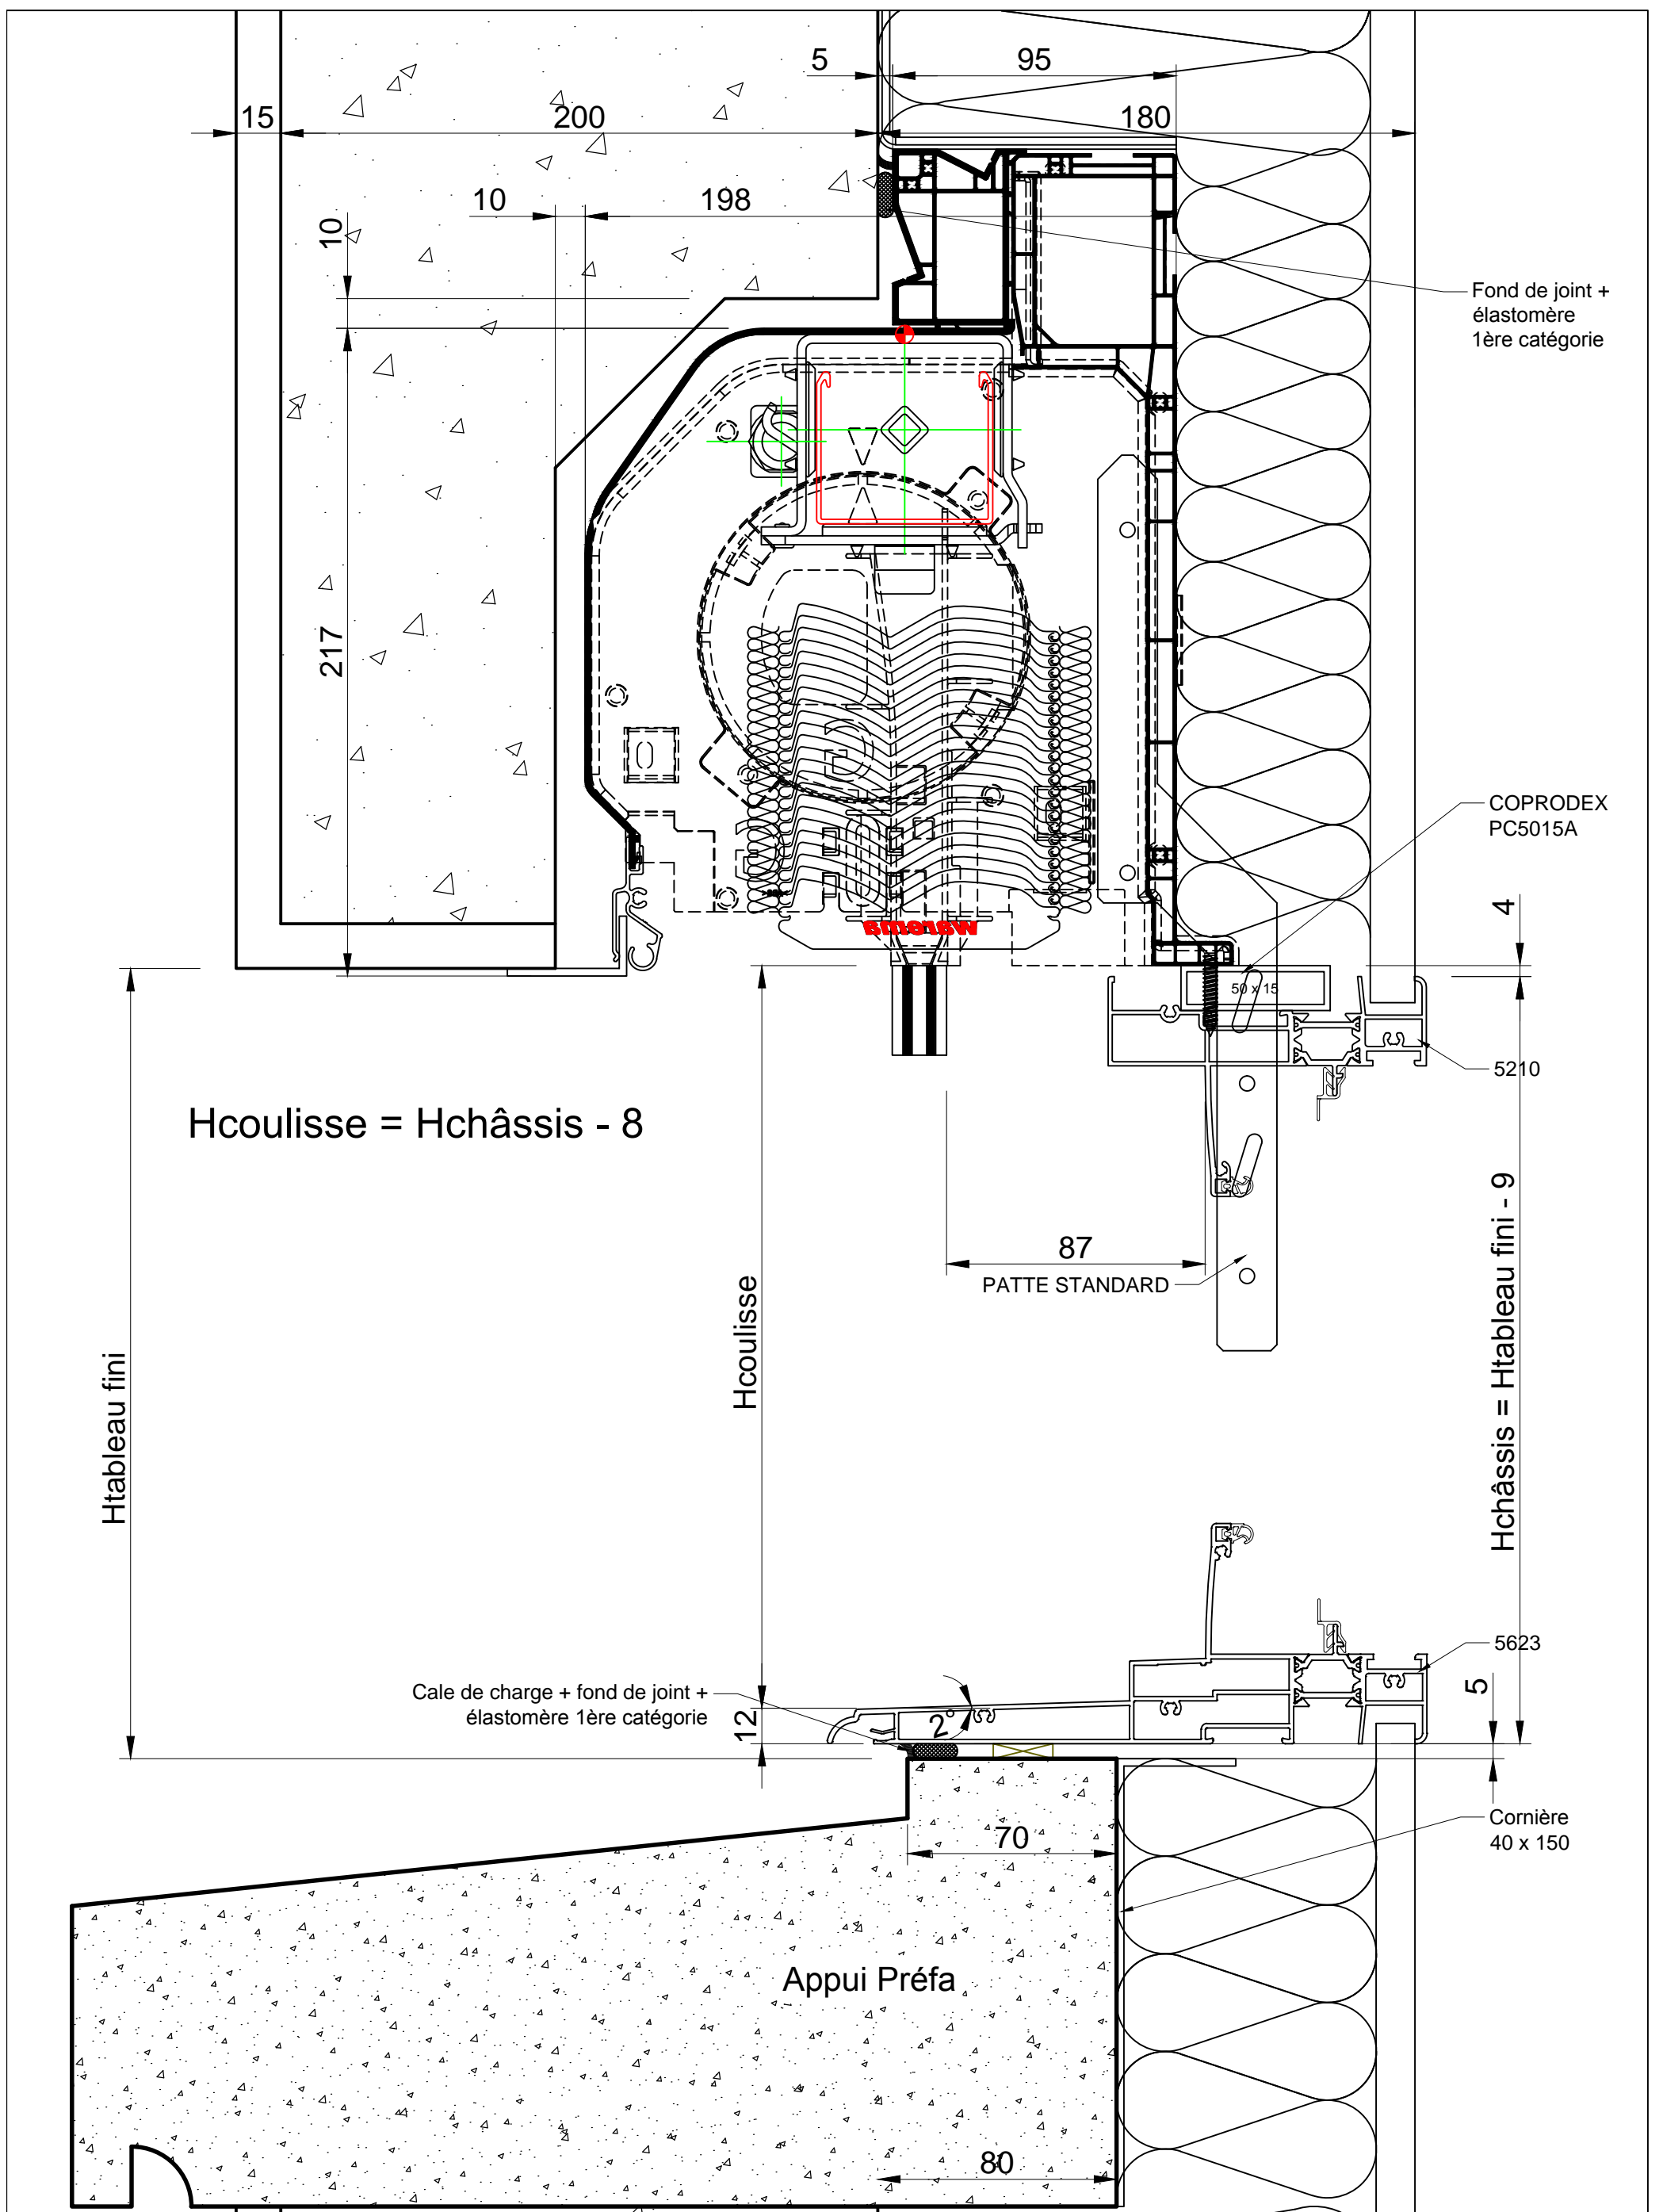 5
95
15
200
180
10
198
10
Fond de joint +
élastomère
1ère catégorie
217
COPRODEX
PC5015A
4
warema
50 x 15
5210
Hcoulisse = Hchâssis - 8
87
PATTE STANDARD
Htableau fini
Hcoulisse
Hchâssis = Htableau fini - 9
5623
5
Cale de charge + fond de joint +
élastomère 1ère catégorie
12
2°
70
Cornière
40 x 150
Appui Préfa
80